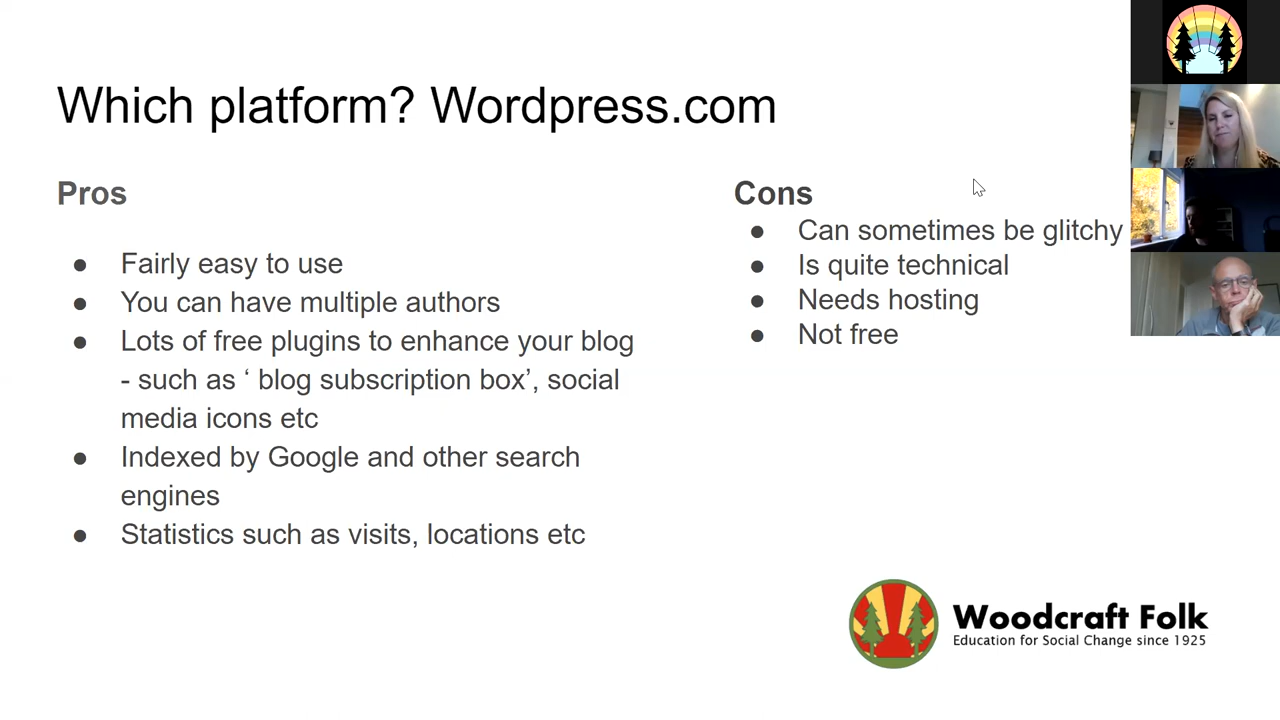 Which platform? Wordpress.com
Pros
● Fairly easy to use
● You can have multiple authors
● Lots of free plugins to enhance your blog
- such as ‘ blog subscription box’, social
media icons etc
● Indexed by Google and other search
engines
● Statistics such as visits, locations etc
Cons
● Can sometimes be glitchy
● Is quite technical
● Needs hosting
● Not free
Woodcraft Folk
Education for Social Change since 1925